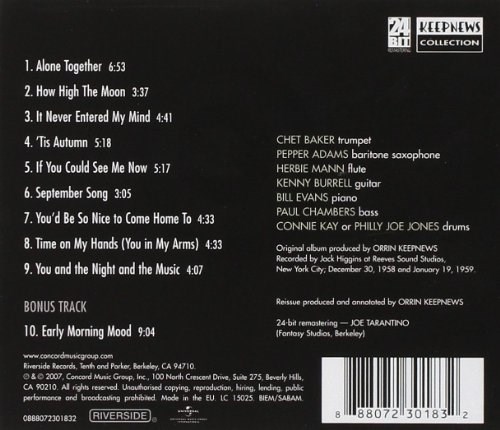 24
BIT
KEEPNEWS
COLLECTION
1. Alone Together 6:53
2. How High The Moon 3:37
3. It Never Entered My Mind 4:41
4. 'Tis Autumn 5:18
5. If You Could See Me Now 5:17
6. September Song 3:05
7. You'd Be So Nice to Come Home To 4:33
8. Time on My Hands (You in My Arms) 4:33
9. You and the Night and the Music 4:07
BONUS TRACK
10. Early Morning Mood 9:04
CHET BAKER trumpet
PEPPER ADAMS baritone saxophone
HERBIE MANN flute
KENNY BURRELL guitar
BILL EVANS piano
PAUL CHAMBERS bass
CONNIE KAY or PHILLY JOE JONES drums
Original album produced by ORRIN KEEPNEWS
Recorded by Jack Higgins at Reeves Sound Studios,
New York City; December 30, 1958 and January 19, 1959.
Reissue produced and annotated by ORRIN KEEPNEWS
24-bit remastering — JOE TARANTINO
(Fantasy Studios, Berkeley)
www.concordmusicgroup.com
Riverside Records, Tenth and Parker, Berkeley, CA 94710.
℗ & © 2007, Concord Music Group, Inc., 100 North Crescent Drive, Suite 275, Beverly Hills,
CA 90210. All rights reserved. Unauthorised copying, reproduction, hiring, lending, public
performance and broadcasting prohibited. Made in the EU. LC 15025. BIEM/SABAM.
0888072301832
RIVERSIDE
UNIVERSAL
8 88072 30183 2